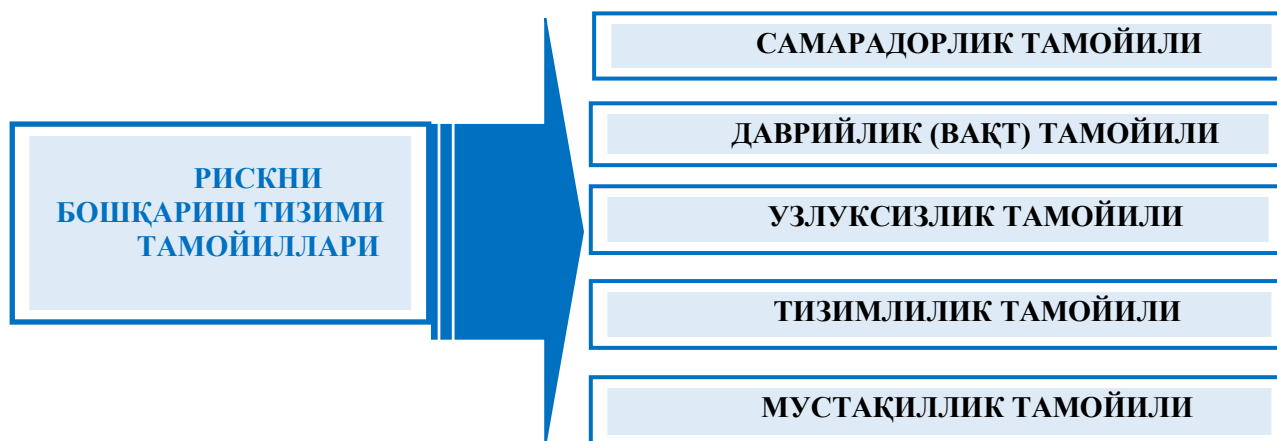 РИСКНИ
БОШҚАРИШ ТИЗИМИ
ТАМОЙИЛЛАРИ
САМАРАДОРЛИК ТАМОЙИЛИ
ДАВРИЙЛИК (ВАҚТ) ТАМОЙИЛИ
УЗЛУКСИЗЛИК ТАМОЙИЛИ
ТИЗИМЛИЛИК ТАМОЙИЛИ
МУСТАҚИЛЛИК ТАМОЙИЛИ